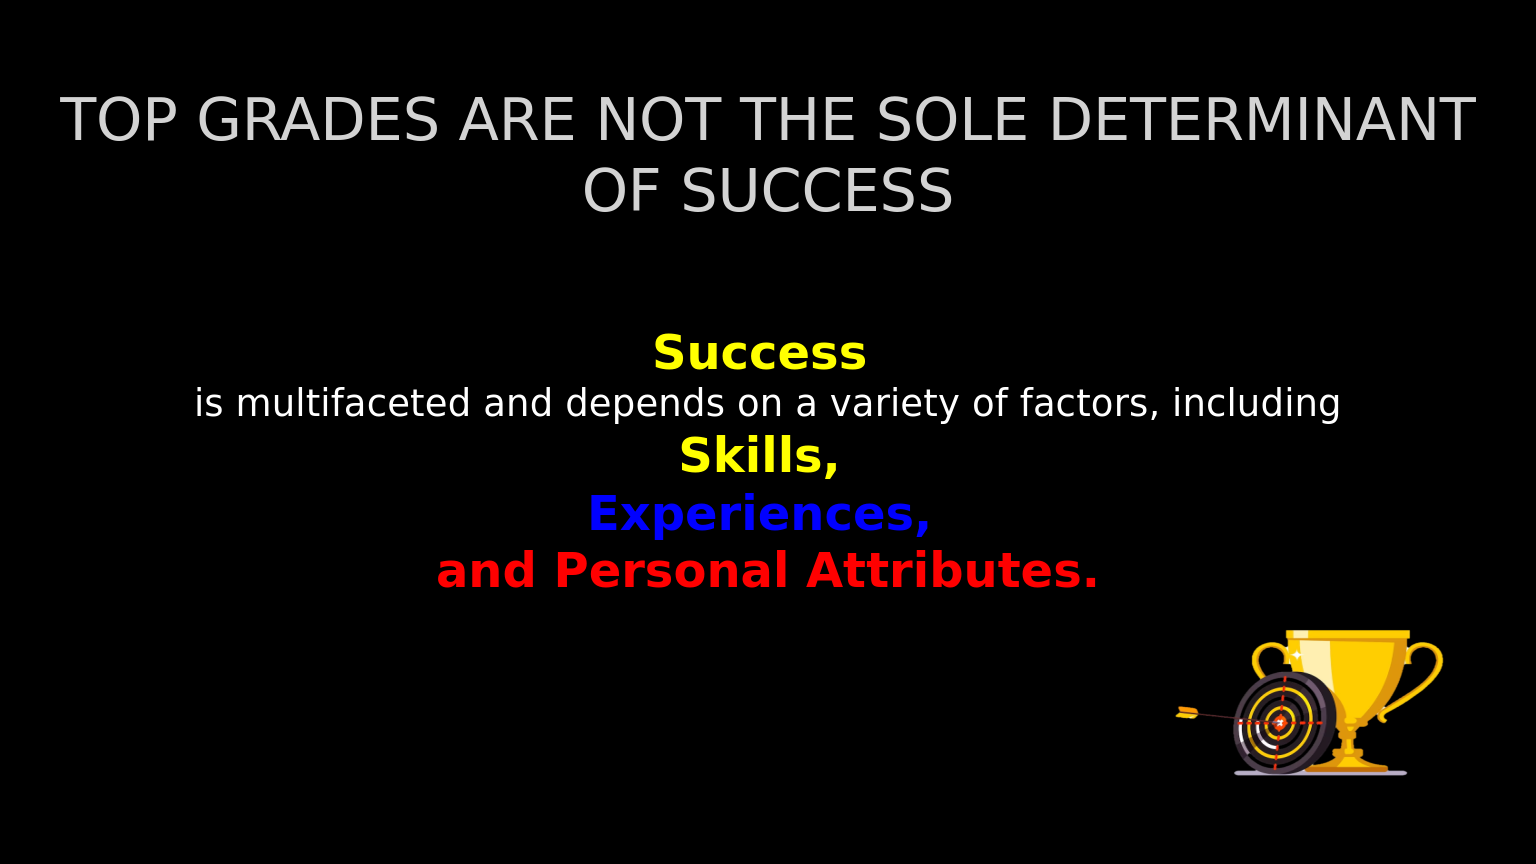 TOP GRADES ARE NOT THE SOLE DETERMINANT
OF SUCCESS
Success
is multifaceted and depends on a variety of factors, including
Skills,
Experiences,
and Personal Attributes.